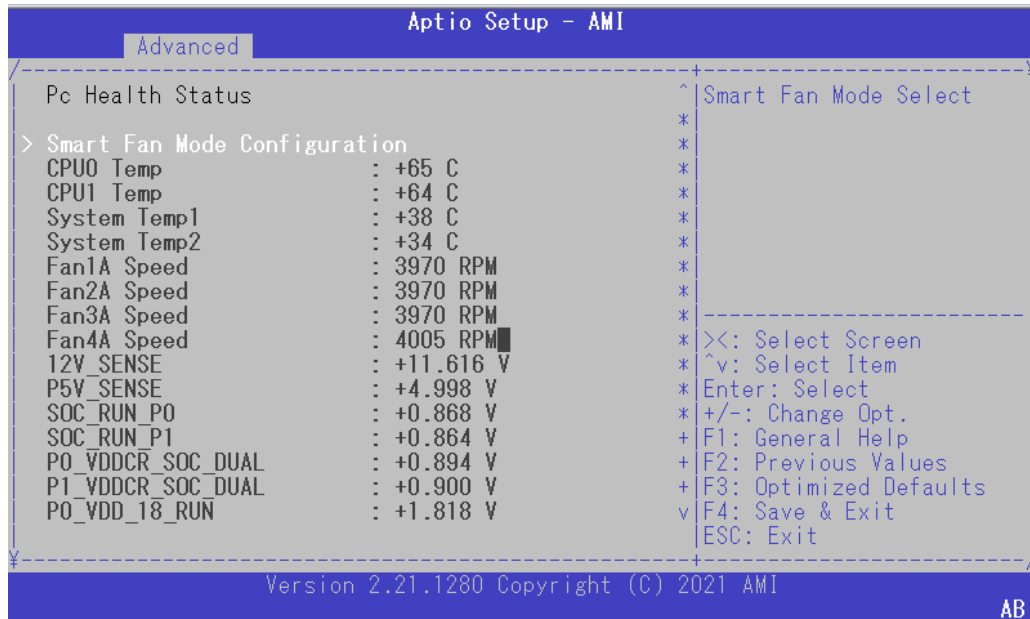 Aptio Setup - AMI
Advanced
Pc Health Status
> Smart Fan Mode Configuration
CPU0 Temp : +65 C
CPU1 Temp : +64 C
System Temp1 : +38 C
System Temp2 : +34 C
Fan1A Speed : 3970 RPM
Fan2A Speed : 3970 RPM
Fan3A Speed : 3970 RPM
Fan4A Speed : 4005 RPM
12V_SENSE : +11.616 V
P5V_SENSE : +4.998 V
SOC_RUN_P0 : +0.868 V
SOC_RUN_P1 : +0.864 V
P0_VDDCR_SOC_DUAL : +0.894 V
P1_VDDCR_SOC_DUAL : +0.900 V
P0_VDD_18_RUN : +1.818 V
Smart Fan Mode Select
><: Select Screen
^v: Select Item
Enter: Select
+/-: Change Opt.
F1: General Help
F2: Previous Values
F3: Optimized Defaults
F4: Save & Exit
ESC: Exit
Version 2.21.1280 Copyright (C) 2021 AMI
AB